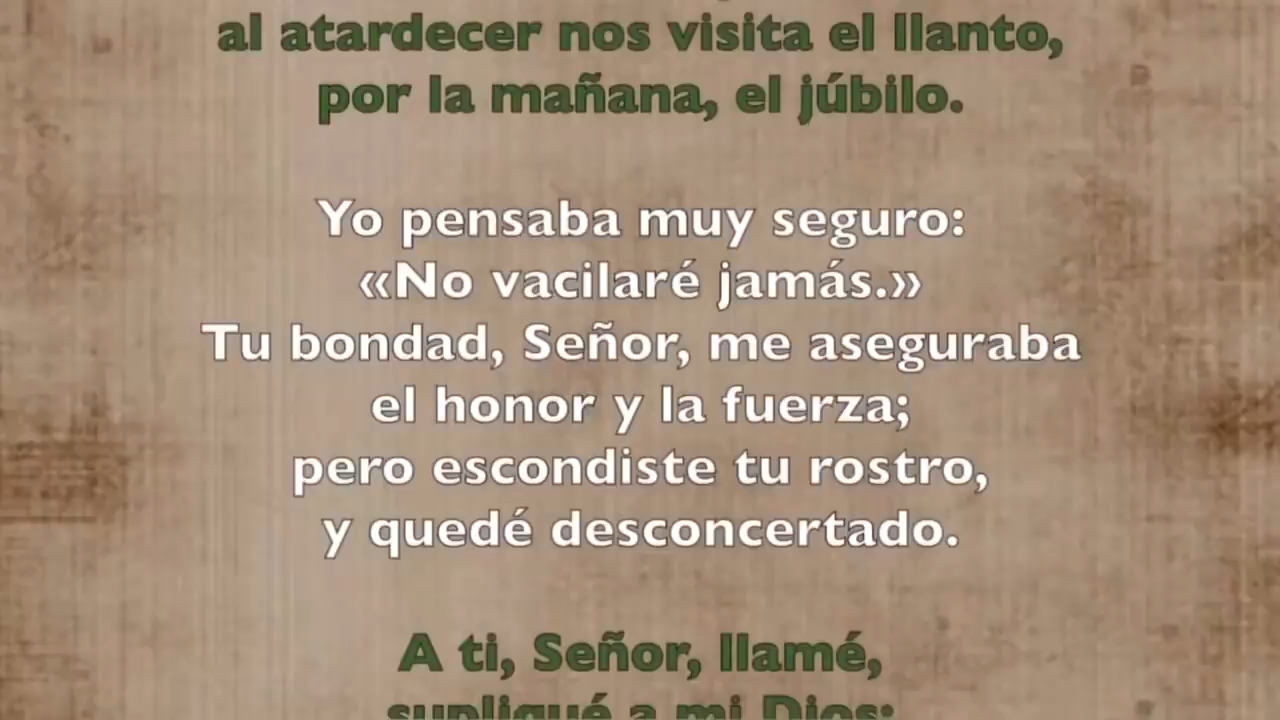 al atardecer nos visita el llanto,
por la mañana, el júbilo.
Yo pensaba muy seguro:
«No vacilaré jamás.»
Tu bondad, Señor, me aseguraba
el honor y la fuerza;
pero escondiste tu rostro,
y quedé desconcertado.
A ti, Señor, llamé,
supliqué a mi Dios: